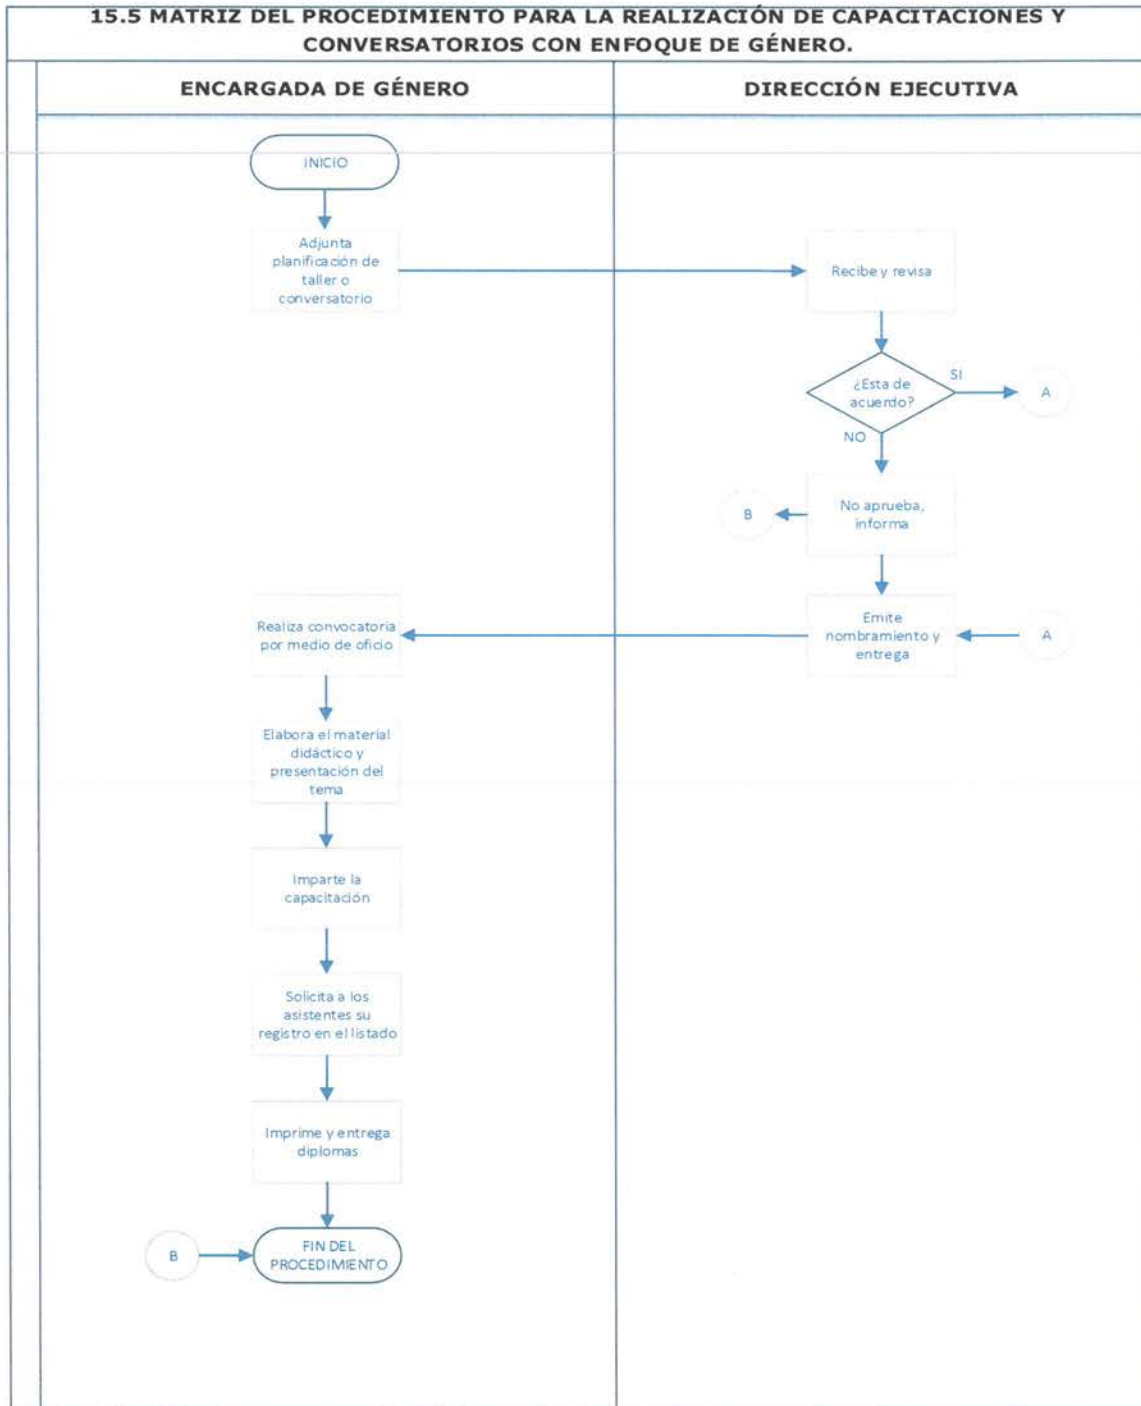 15.5 MATRIZ DEL PROCEDIMIENTO PARA LA REALIZACIÓN DE CAPACITACIONES Y
CONVERSATORIOS CON ENFOQUE DE GÉNERO.
ENCARGADA DE GÉNERO
DIRECCIÓN EJECUTIVA
INICIO
Adjunta
planificación de
taller o
conversatorio
Recibe y revisa
¿Esta de
acuerdo?
SI
A
NO
No aprueba,
informa
B
Emite
nombramiento y
entrega
A
Realiza convocatoria
por medio de oficio
Elabora el material
didáctico y
presentación del
tema
Imparte la
capacitación
Solicita a los
asistentes su
registro en el listado
Imprime y entrega
diplomas
B
FIN DEL
PROCEDIMIENTO